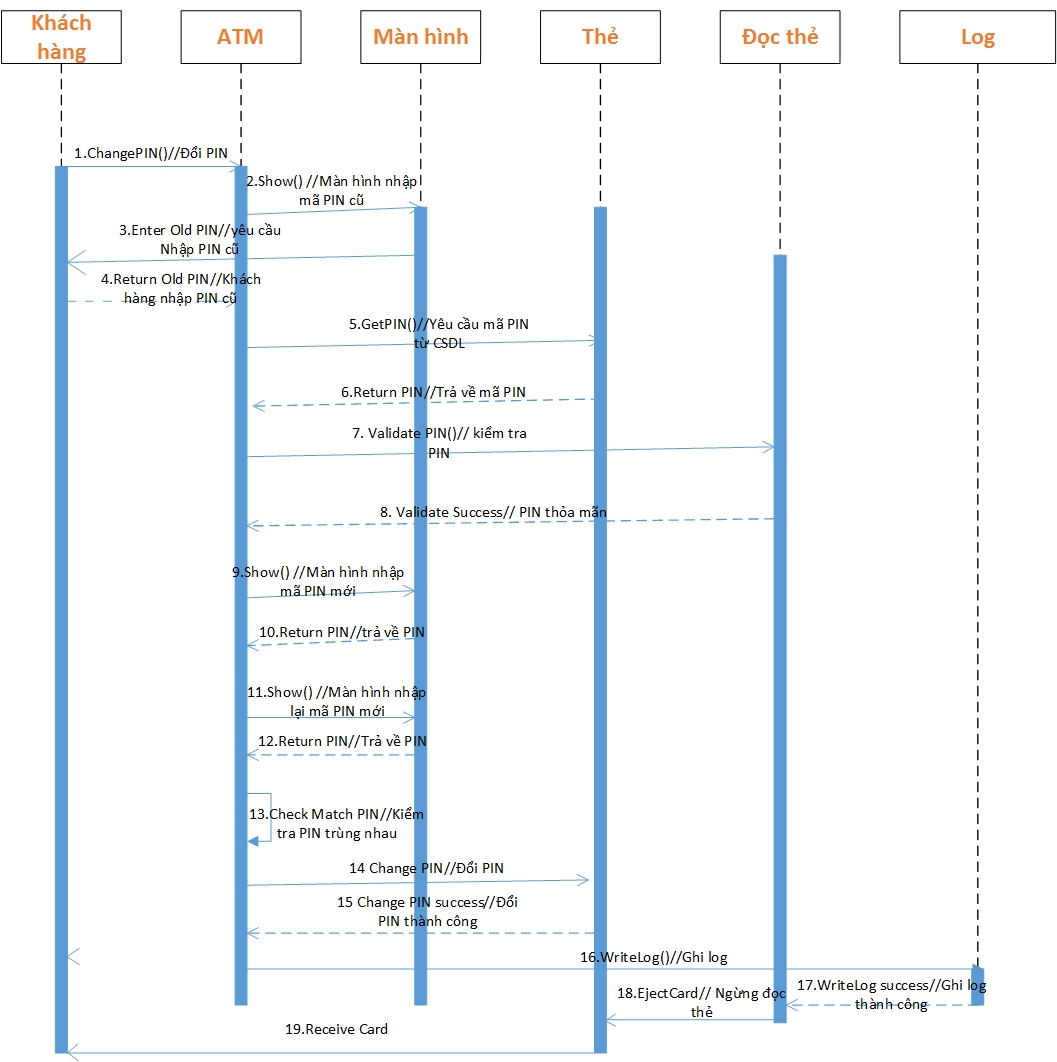 Khách
hàng
ATM
Màn hình
Thẻ
Đọc thẻ
Log
1.ChangePIN()//Đổi PIN
2.Show() //Màn hình nhập
mã PIN cũ
3.Enter Old PIN//yêu cầu
Nhập PIN cũ
4.Return Old PIN//Khách
hàng nhập PIN cũ
5.GetPIN()//Yêu cầu mã PIN
từ CSDL
6.Return PIN//Trả về mã PIN
7. Validate PIN()// kiểm tra
PIN
8. Validate Success// PIN thỏa mãn
9.Show() //Màn hình nhập
mã PIN mới
10.Return PIN//trả về PIN
11.Show() //Màn hình nhập
lại mã PIN mới
12.Return PIN//Trả về PIN
13.Check Match PIN//Kiểm
tra PIN trùng nhau
14 Change PIN//Đổi PIN
15 Change PIN success//Đổi
PIN thành công
16.WriteLog()//Ghi log
17.WriteLog success//Ghi log
thành công
18.EjectCard// Ngừng đọc
thẻ
19.Receive Card